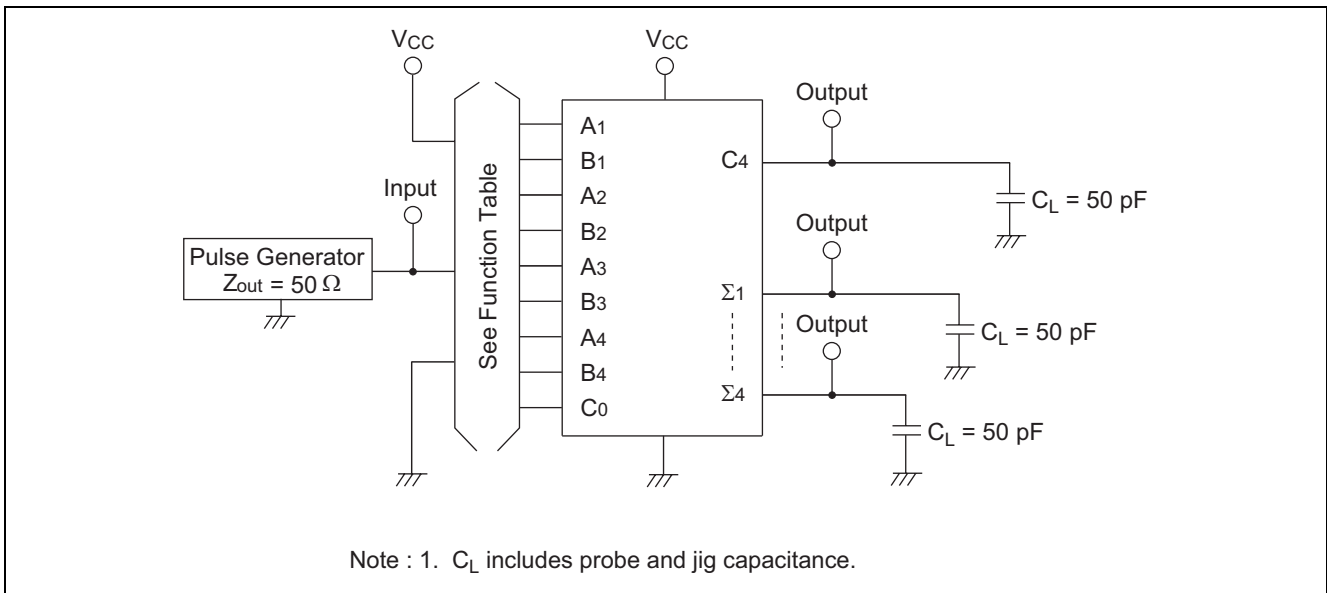 VCC
VCC
Output
A1
B1
C4
Input
A2
CL = 50 pF
B2
Output
Pulse Generator
Zout = 50 Ω
See Function Table
A3
B3
Σ1
A4
Output
CL = 50 pF
B4
Σ4
C0
CL = 50 pF
Note : 1. CL includes probe and jig capacitance.